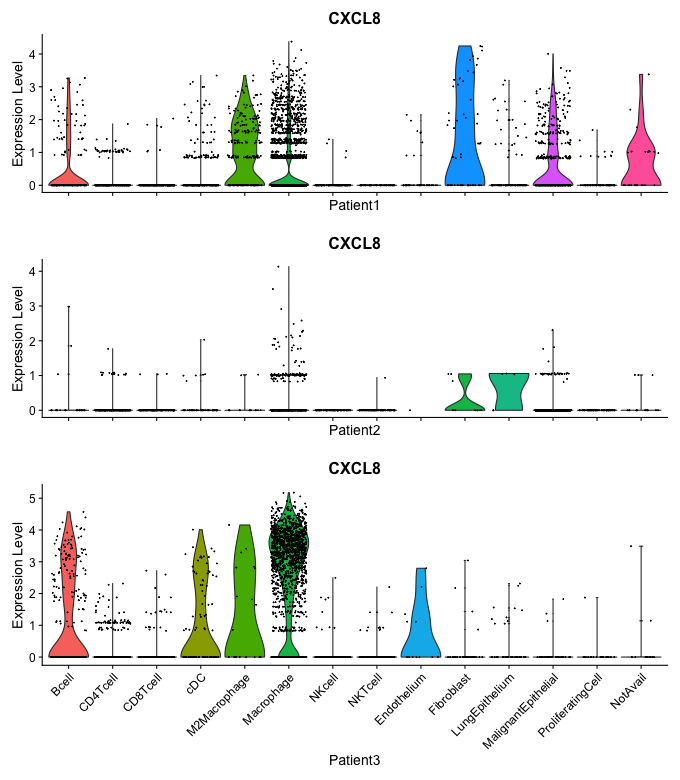 CXCL8
Expression Level
4
3
2
1
0
Patient1
CXCL8
Expression Level
4
3
2
1
0
Patient2
CXCL8
Expression Level
5
4
3
2
1
0
Bcell
CD4Tcell
CD8Tcell
cDC
M2Macrophage
Macrophage
NKcell
NKTcell
Endothelium
Fibroblast
LungEpithelium
MalignantEpithelial
ProliferatingCell
NotAvail
Patient3